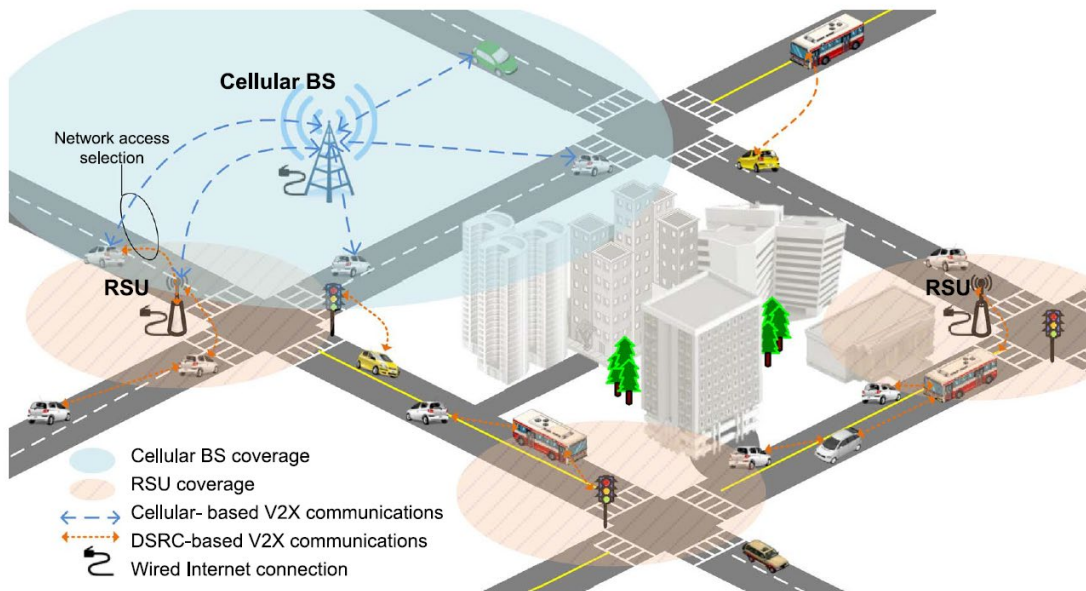 Cellular BS
Network access
selection
RSU
RSU
Cellular BS coverage
RSU coverage
Cellular- based V2X communications
DSRC-based V2X communications
Wired Internet connection